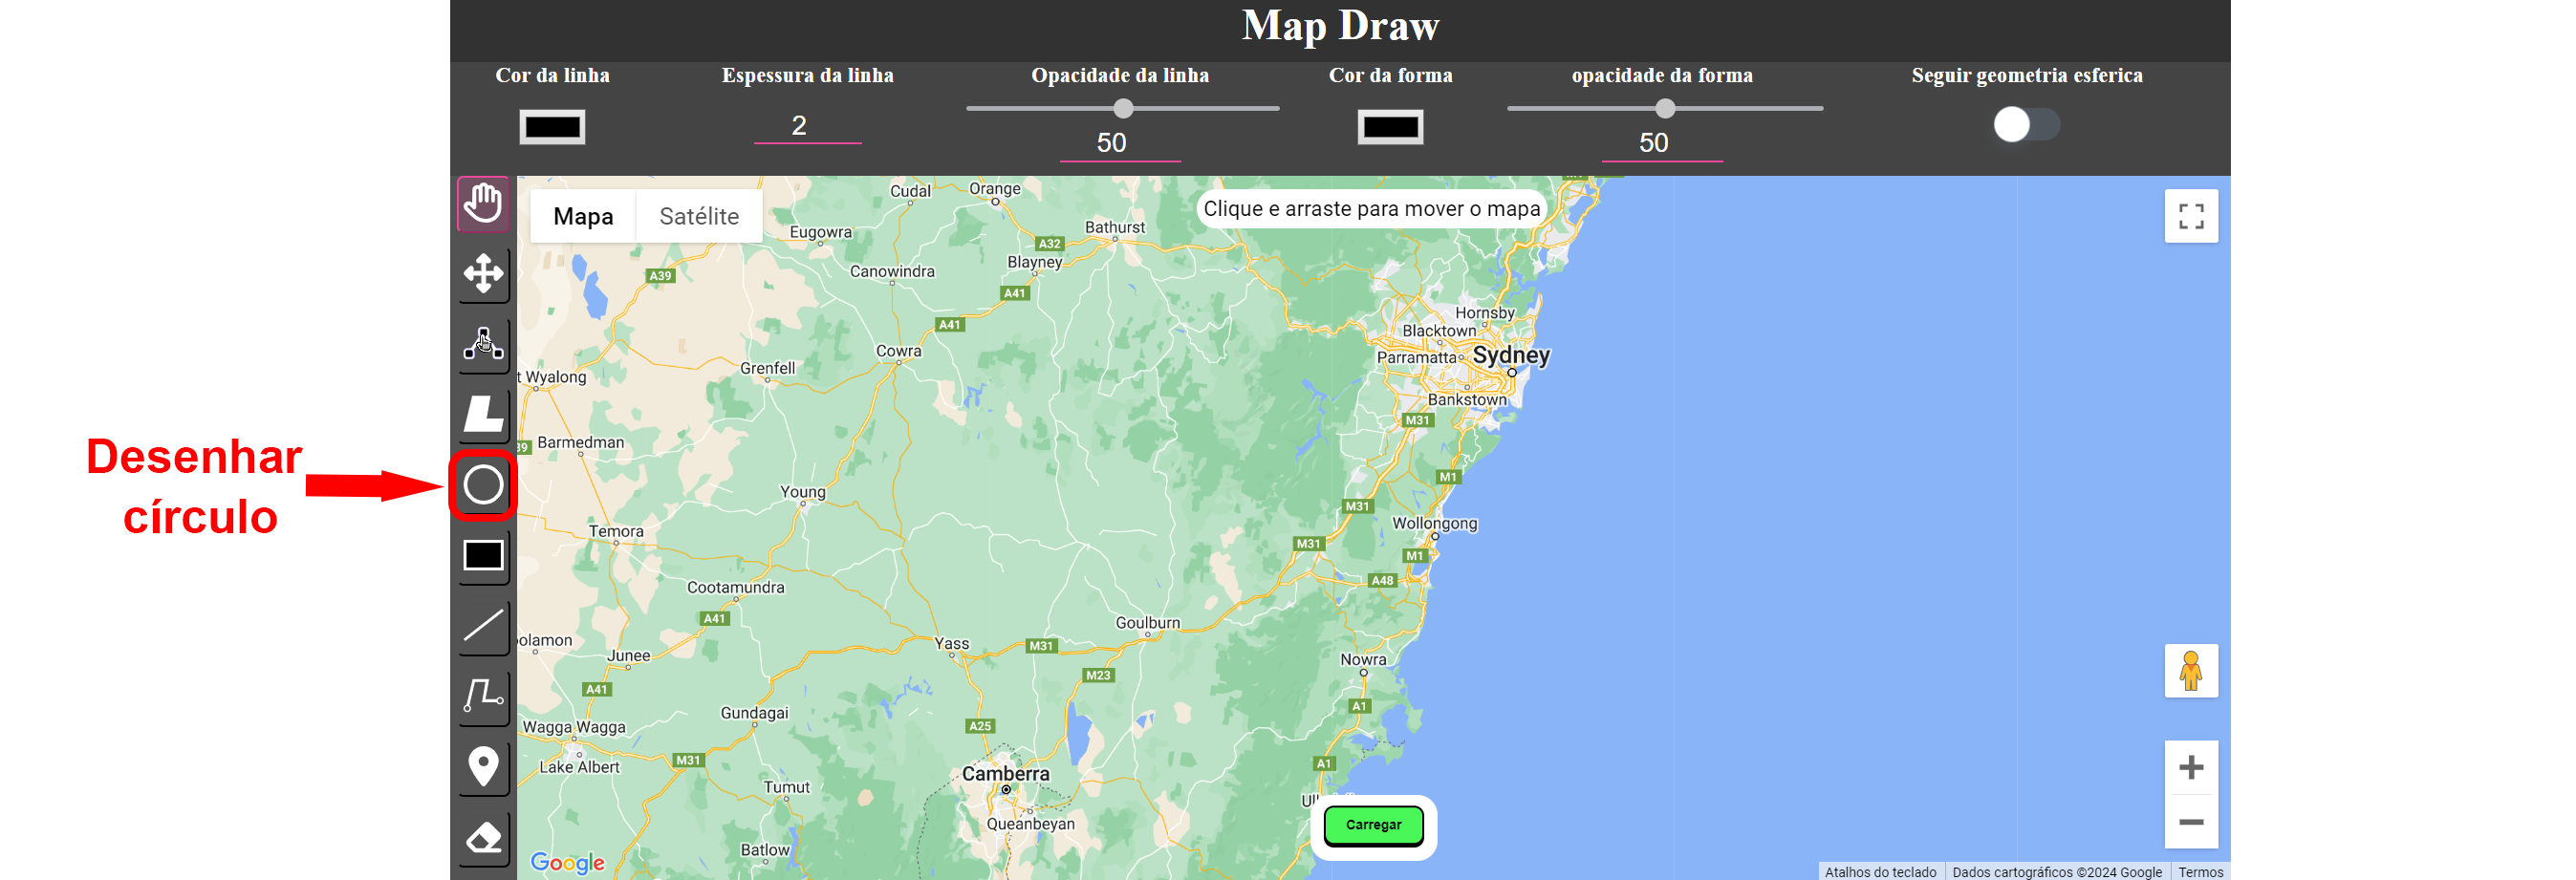 Map Draw
Cor da linha
Espessura da linha
Opacidade da linha
Cor da forma
opacidade da forma
Seguir geometria esferica
2
50
50
Mapa
Satélite
Clique e arraste para mover o mapa
Cudal
Orange
Eugowra
Bathurst
A32
Blayney
Canowindra
A39
A41
Hornsby
A41
Blacktown
Cowra
Parramatta
Sydney
Grenfell
t Wyalong
Bankstown
M31
Barmedman
39
Desenhar
círculo
M1
Young
M31
Wollongong
Temora
M31
M1
A48
Cootamundra
A41
Goulburn
olamon
Yass
M31
Junee
Nowra
M23
A41
A1
Gundagai
A25
Wagga Wagga
M31
A1
Lake Albert
Camberra
Tumut
Ul
Queanbeyan
Carregar
Batlow
Google
Atalhos do teclado
Dados cartográficos ©2024 Google
Termos